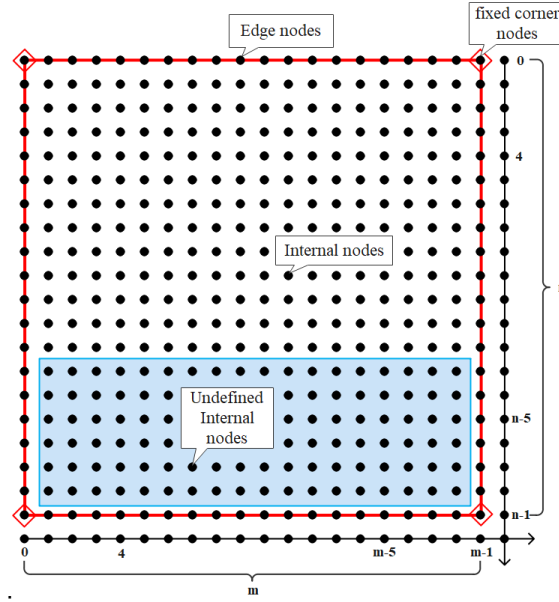 Edge nodes
fixed corner
nodes
0
4
Internal nodes
Undefined
Internal
nodes
n-5
n-1
0
4
m-5
m-1
m